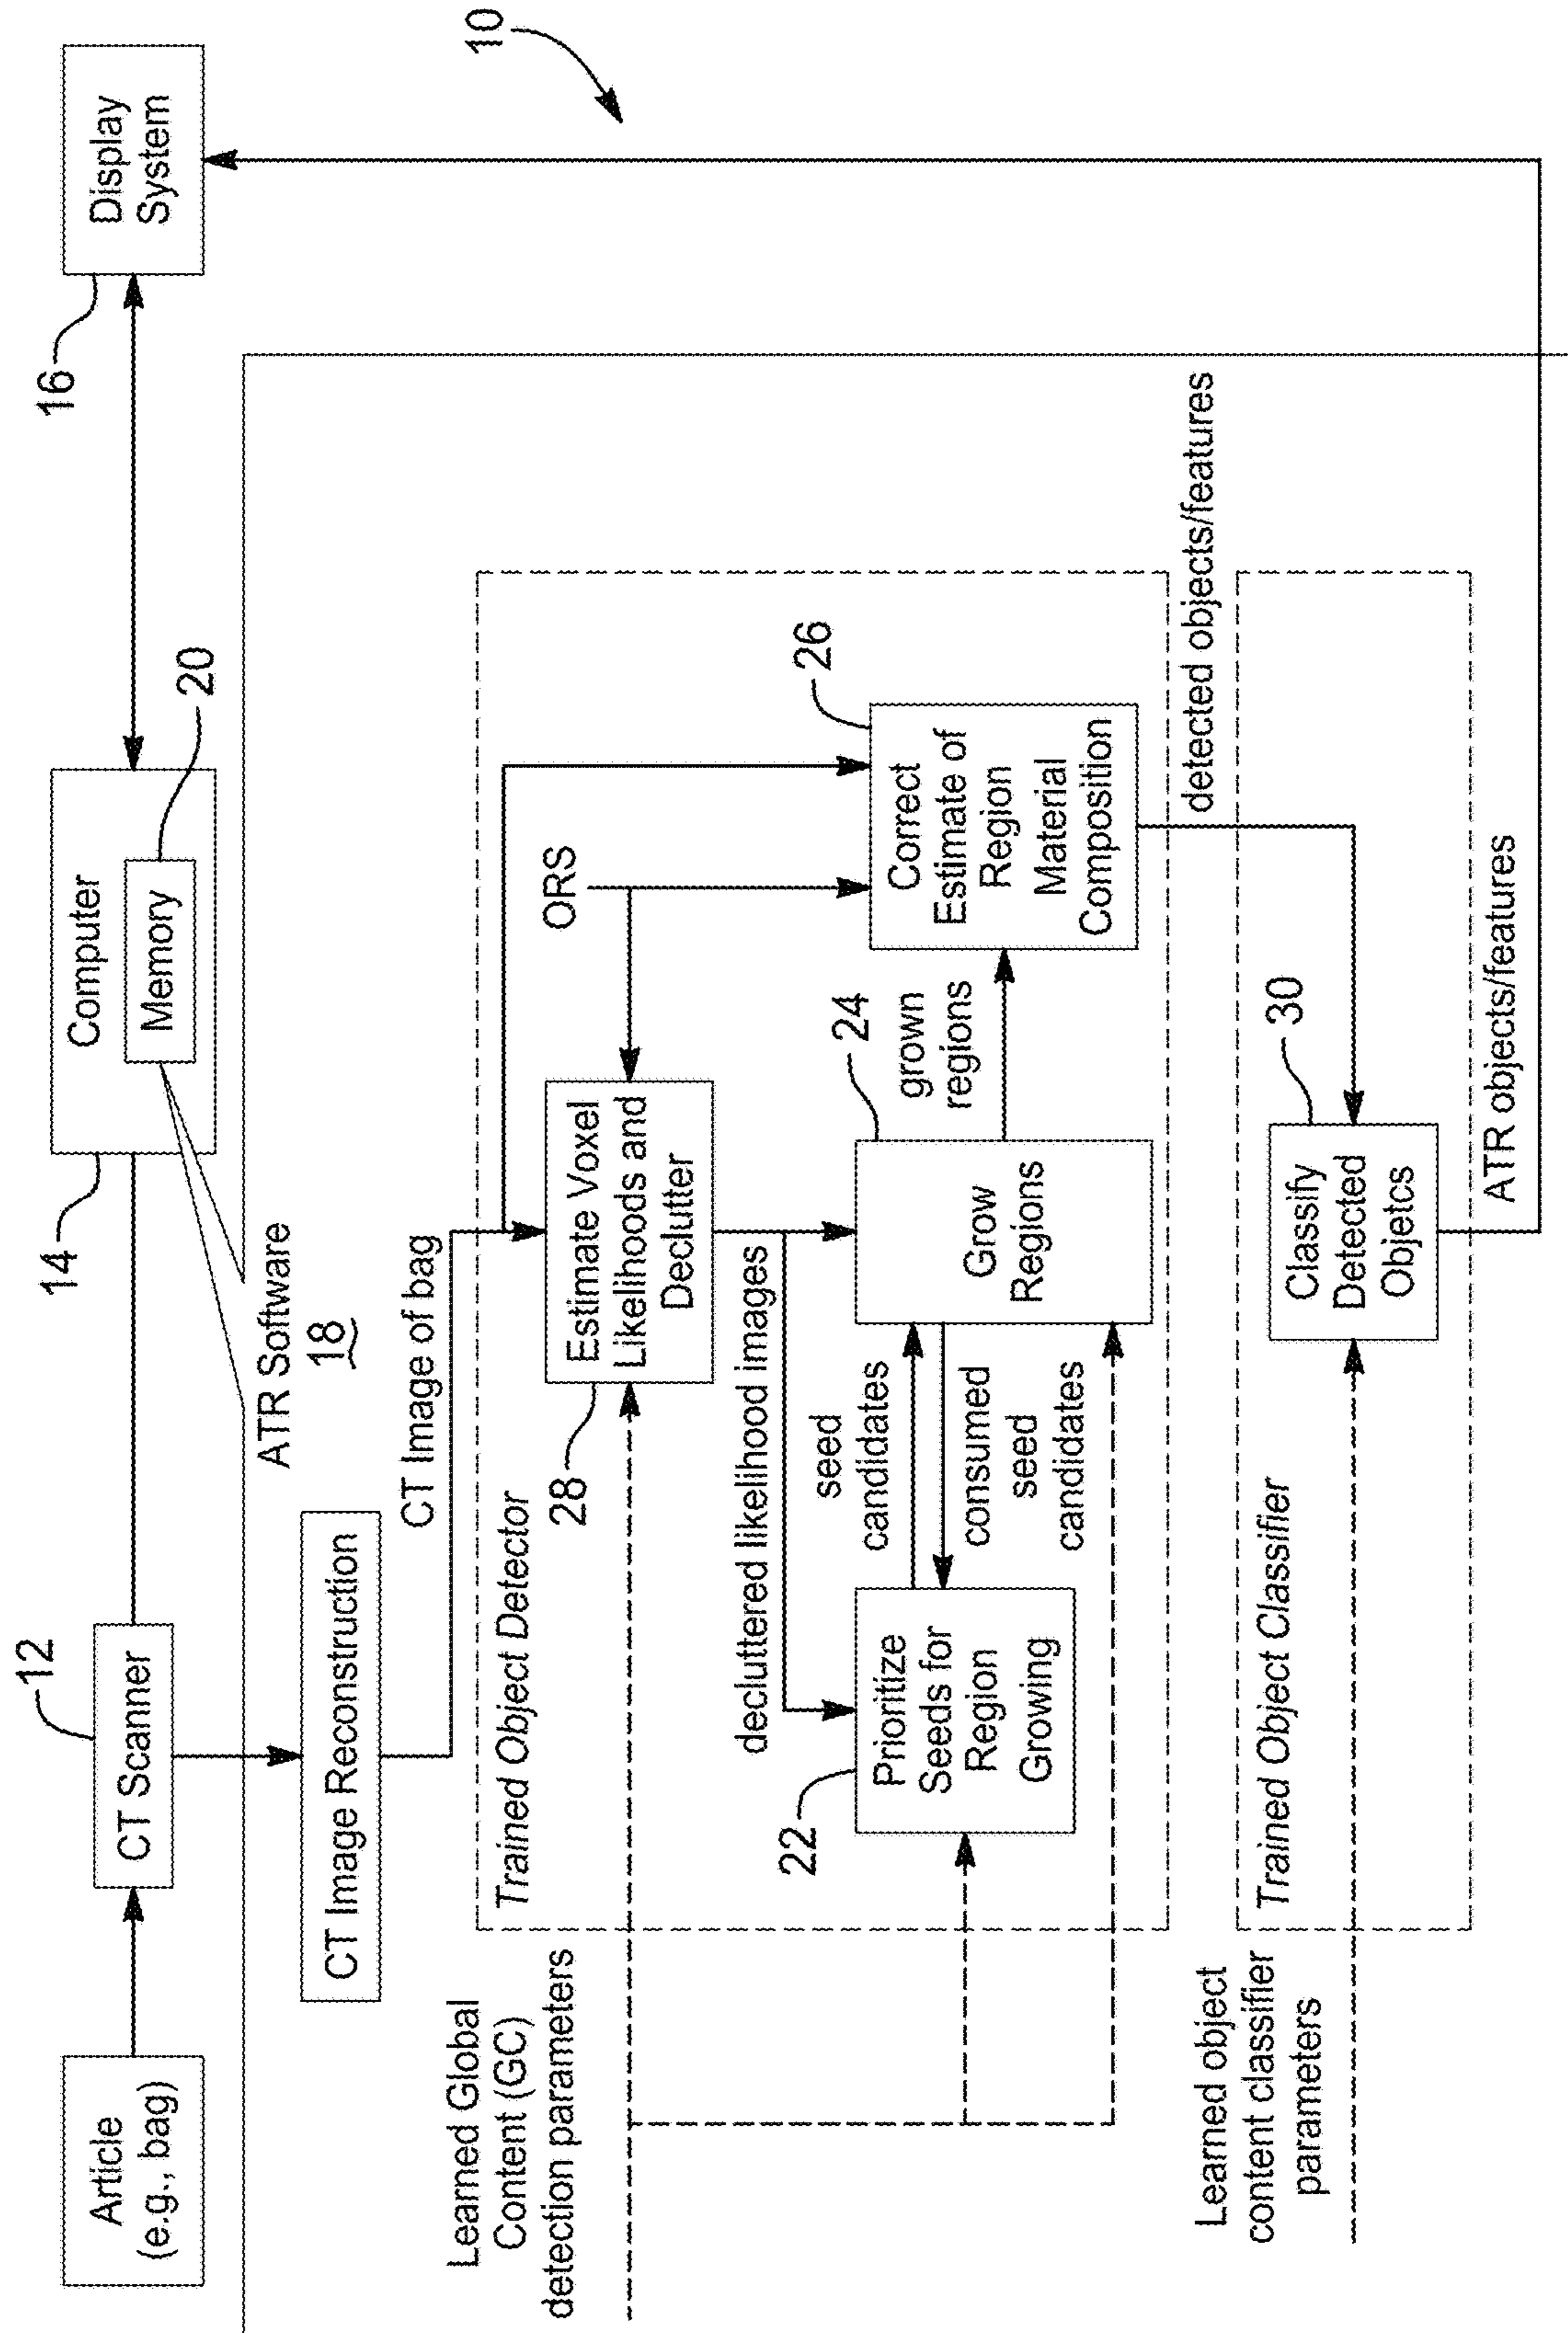 10
Article
(e.g., bag)
12
CT Scanner
14
Computer
Memory
20
16
Display
System
ATR Software
18
CT Image Reconstruction
CT Image of bag
Learned Global
Content (GC)
detection parameters
Trained Object Detector
28
Estimate Voxel
Likelihoods and
Declutter
ORS
decluttered likelihood images
22
Prioritize
Seeds for
Region
Growing
seed
candidates
consumed
seed
candidates
24
Grow
Regions
grown
regions
26
Correct
Estimate of
Region
Material
Composition
detected objects/features
Learned object
content classifier
parameters
Trained Object Classifier
30
Classify
Detected
Objetcs
ATR objects/features